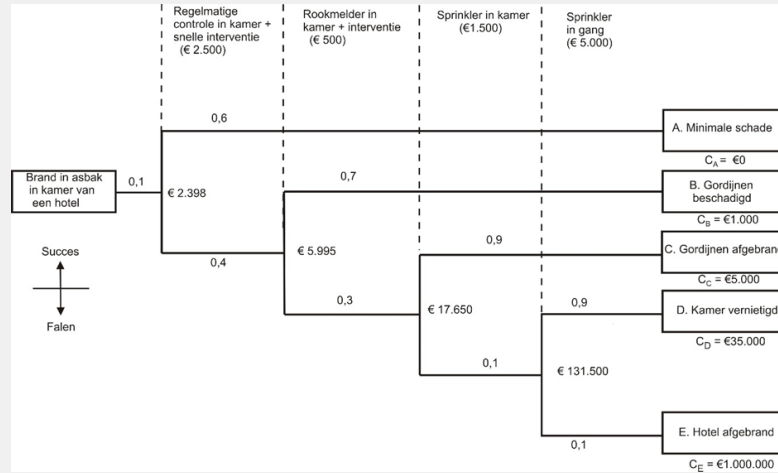 Regelmatige
controle in kamer +
snelle interventie
(€ 2.500)
Rookmelder in
kamer + interventie
(€ 500)
Sprinkler in kamer
(€1.500)
Sprinkler
in gang
(€ 5.000)
0,6
A. Minimale schade
C_A = €0
Brand in asbak
in kamer van
een hotel
0,1
€ 2.398
0,7
B. Gordijnen
beschadigd
C_B = €1.000
Succes
Falen
0,4
€ 5.995
0,9
C. Gordijnen afgebran
C_C = €5.000
0,3
€ 17.650
0,9
D. Kamer vernietigd
C_D = €35.000
0,1
€ 131.500
E. Hotel afgebrand
0,1
C_E = €1.000.000